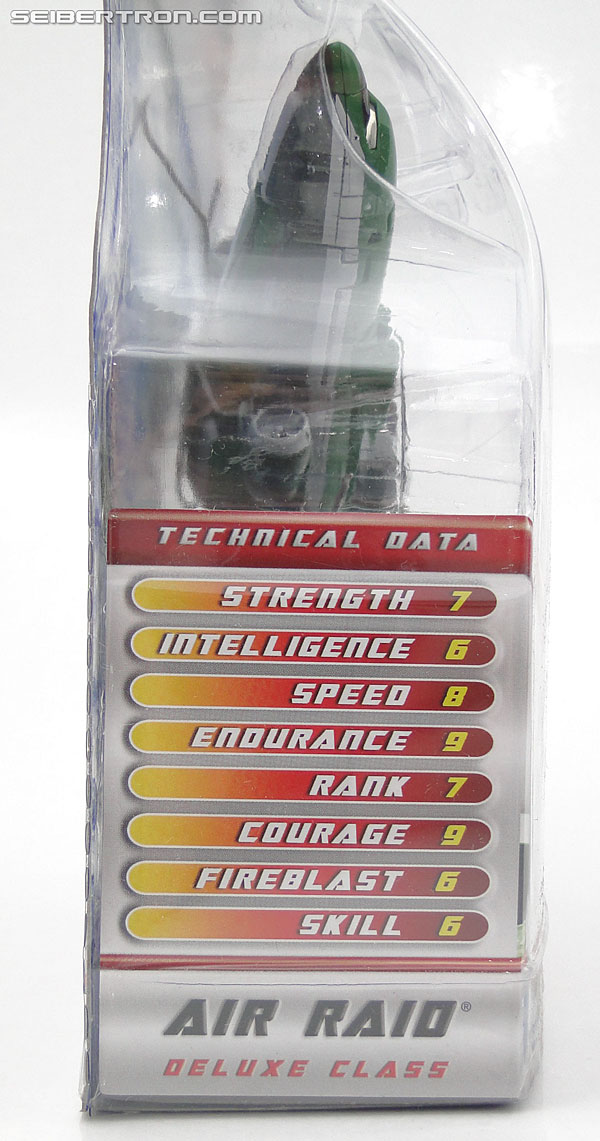 SEIBERTRON.COM
TECHNICAL DATA
STRENGTH 7
INTELLIGENCE 6
SPEED 8
ENDURANCE 9
RANK 7
COURAGE 9
FIREBLAST 6
SKILL 6
AIR RAID®
DELUXE CLASS